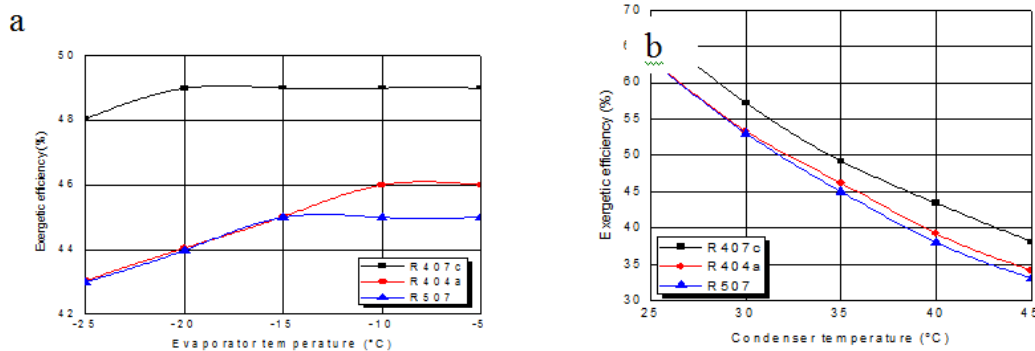 a
50
48
46
44
42
Exergetic efficiency(%)
R407c
R404a
R507
-25 -20 -15 -10 -5
Evaporator temperature (°C)
b
70
60
55
50
45
40
35
30
Exergetic efficiency (%)
R407c
R404a
R507
25 30 35 40 45
Condenser temperature (°C)